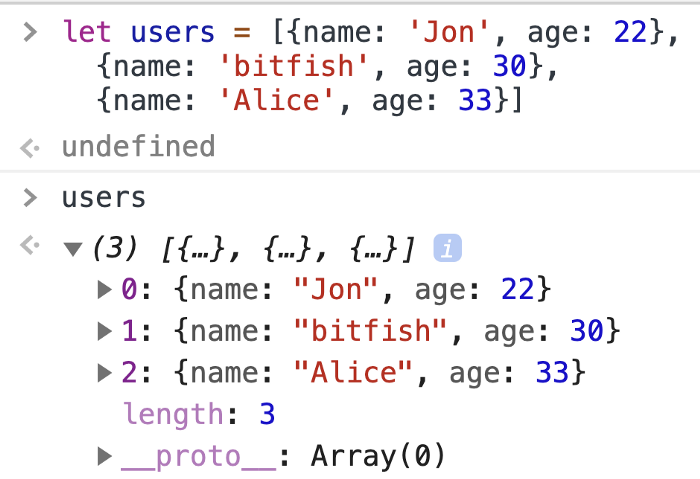 > let users = [{name: 'Jon', age: 22},
{name: 'bitfish', age: 30},
{name: 'Alice', age: 33}]
undefined
> users
▼(3) [{…}, {…}, {…}] i
▶0: {name: "Jon", age: 22}
▶1: {name: "bitfish", age: 30}
▶2: {name: "Alice", age: 33}
length: 3
▶__proto__: Array(0)